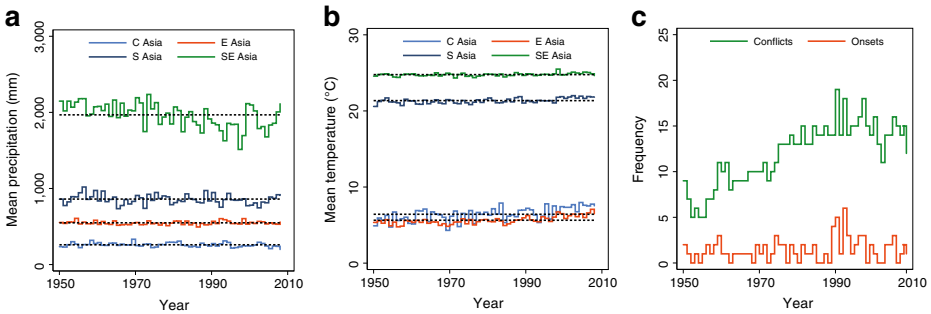 a
C Asia
E Asia
S Asia
SE Asia
3,000
2,000
1,000
0
Mean precipitation (mm)
1950
1970
1990
2010
Year
b
C Asia
E Asia
S Asia
SE Asia
30
20
10
0
Mean temperature (°C)
1950
1970
1990
2010
Year
c
Conflicts
Onsets
25
20
15
10
5
0
Frequency
1950
1970
1990
2010
Year